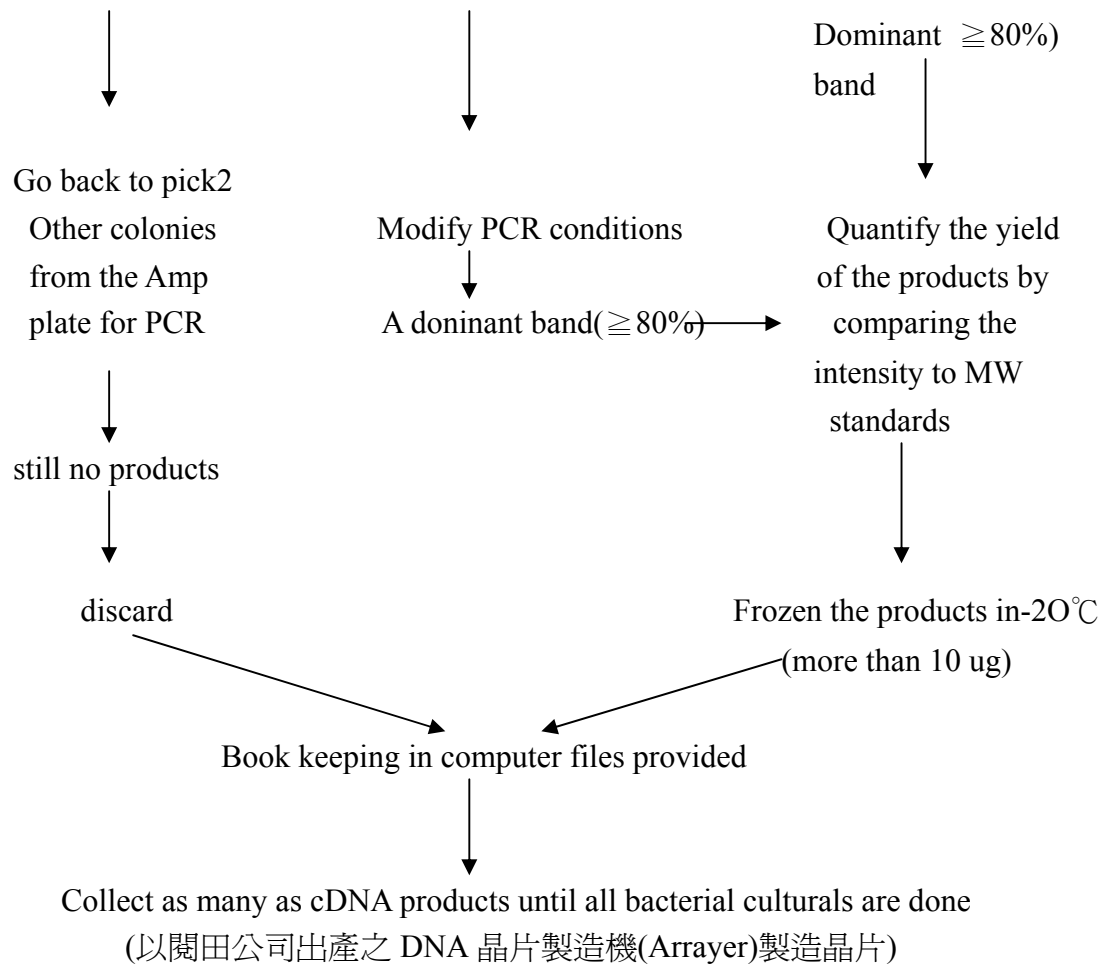 Dominant ≧80%)
band
Go back to pick2
Other colonies
from the Amp
plate for PCR
Modify PCR conditions
Quantify the yield
of the products by
comparing the
intensity to MW
standards
A doninant band(≧80%)
still no products
discard
Frozen the products in-2O℃
(more than 10 ug)
Book keeping in computer files provided
Collect as many as cDNA products until all bacterial culturals are done
(以閱田公司出產之 DNA 晶片製造機(Arrayer)製造晶片)